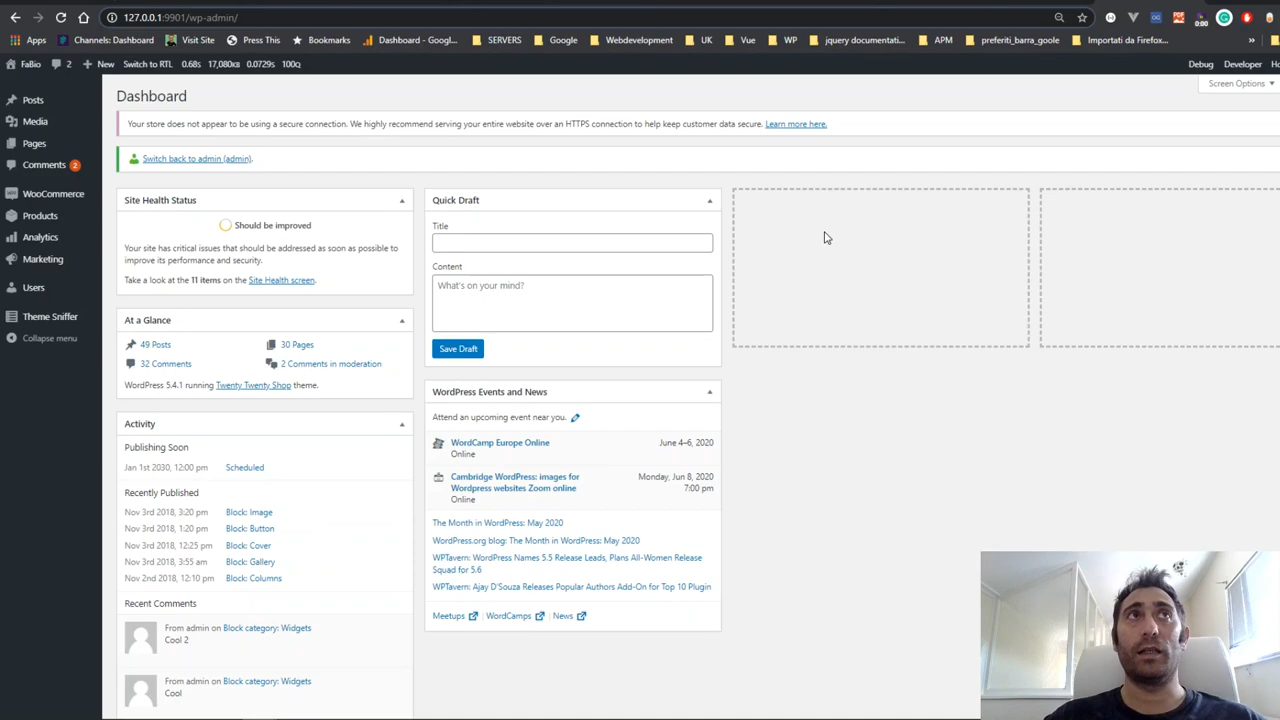 127.0.0.1:9901/wp-admin/
Apps
Channels: Dashboard
Visit Site
Press This
Bookmarks
Dashboard - Googl...
SERVERS
Google
Webdevelopment
UK
Vue
WP
jquery documentati...
APM
preferiti_barra_goole
Importati da Firefox...
»
FaBio
2
New
Switch to RTL
0.68s
17,080KB
0.0729s
100Q
Debug
Developer
Posts
Media
Pages
Comments 2
WooCommerce
Products
Analytics
Marketing
Users
Theme Sniffer
Collapse menu
Dashboard
Screen Options
Your store does not appear to be using a secure connection. We highly recommend serving your entire website over an HTTPS connection to help keep customer data secure. Learn more here.
Switch back to admin (admin).
Site Health Status
Should be improved
Your site has critical issues that should be addressed as soon as possible to
improve its performance and security.
Take a look at the 11 items on the Site Health screen.
At a Glance
49 Posts
30 Pages
32 Comments
2 Comments in moderation
WordPress 5.4.1 running Twenty Twenty Shop theme.
Activity
Publishing Soon
Jan 1st 2030, 12:00 pm Scheduled
Recently Published
Nov 3rd 2018, 3:20 pm Block: Image
Nov 3rd 2018, 1:20 pm Block: Button
Nov 3rd 2018, 12:25 pm Block: Cover
Nov 3rd 2018, 3:55 am Block: Gallery
Nov 2nd 2018, 12:10 pm Block: Columns
Recent Comments
From admin on Block category: Widgets
Cool 2
From admin on Block category: Widgets
Cool
Quick Draft
Title
Content
What's on your mind?
Save Draft
WordPress Events and News
Attend an upcoming event near you.
WordCamp Europe Online June 4–6, 2020
Online
Cambridge WordPress: images for Monday, Jun 8, 2020
Wordpress websites Zoom online 7:00 pm
Online
The Month in WordPress: May 2020
WordPress.org blog: The Month in WordPress: May 2020
WPTavern: WordPress Names 5.5 Release Leads, Plans All-Women Release
Squad for 5.6
WPTavern: Ajay D'Souza Releases Popular Authors Add-On for Top 10 Plugin
Meetups | WordCamps | News